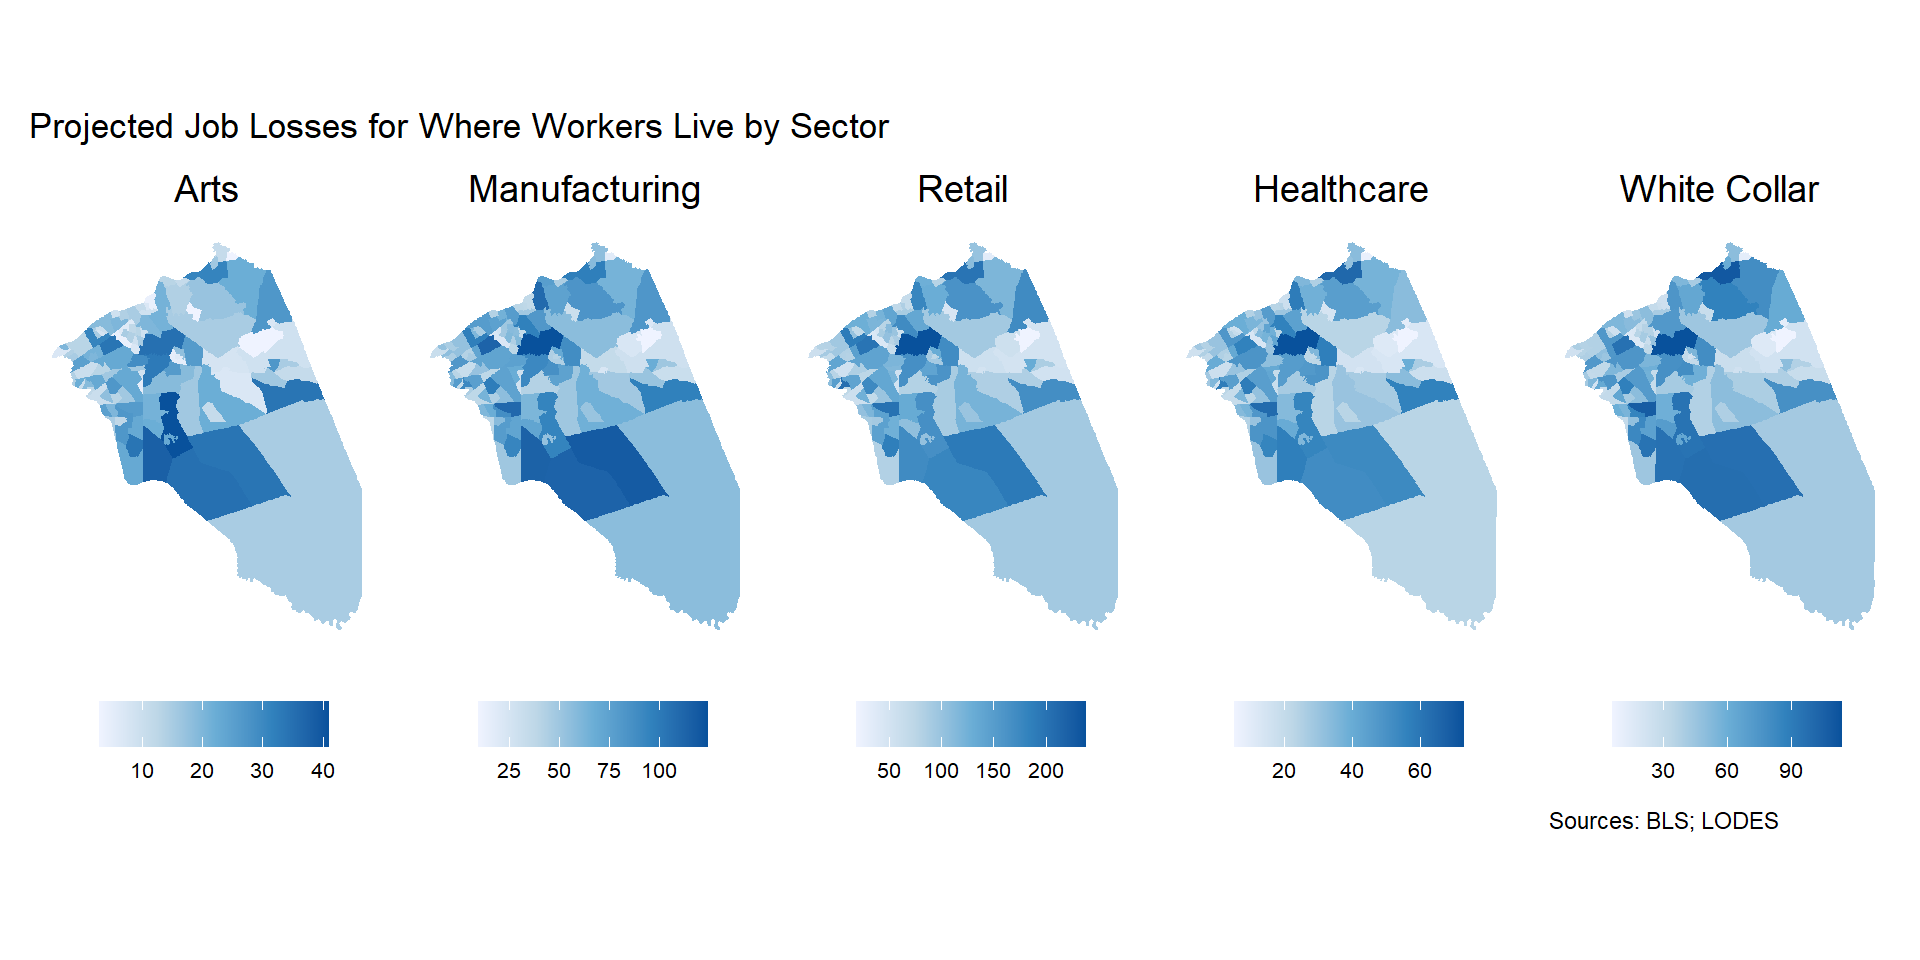 Projected Job Losses for Where Workers Live by Sector
Arts
Manufacturing
Retail
Healthcare
White Collar
10 20 30 40
25 50 75 100
50 100 150 200
20 40 60
30 60 90
Sources: BLS; LODES